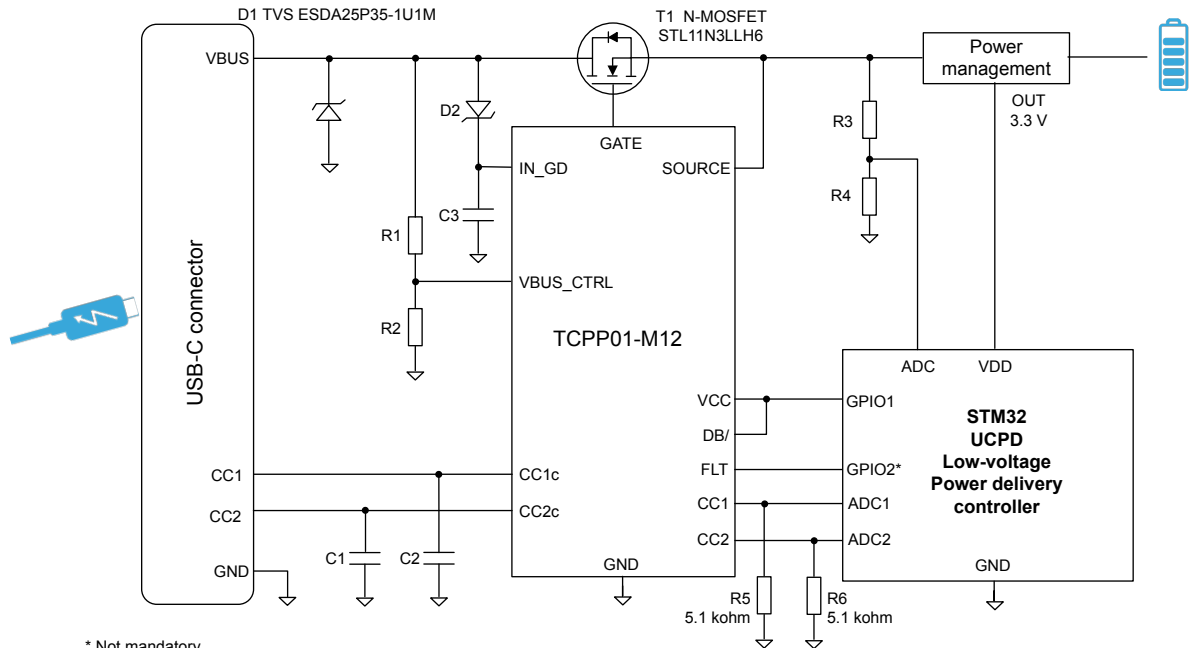 D1 TVS ESDA25P35-1U1M
T1 N-MOSFET
STL11N3LLH6
VBUS
Power
management
OUT
3.3 V
D2
R3
GATE
IN_GD
SOURCE
R4
C3
R1
VBUS_CTRL
R2
TCPP01-M12
USB-C connector
ADC
VDD
VCC
GPIO1
DB/
STM32
UCPD
Low-voltage
Power delivery
controller
FLT
GPIO2*
CC1
CC1c
CC1
ADC1
CC2
CC2c
CC2
ADC2
C1
C2
GND
GND
GND
R5
5.1 kohm
R6
5.1 kohm
* Not mandatory